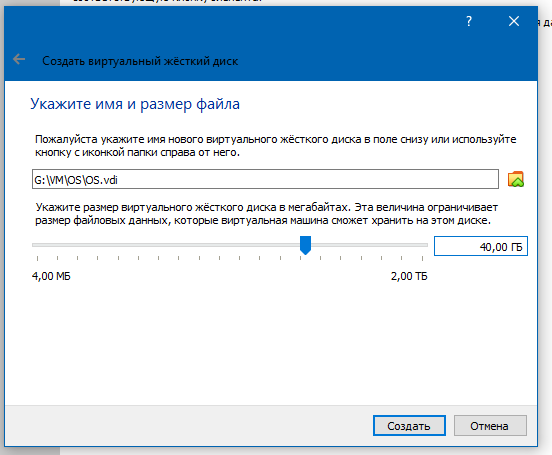 ?
Создать виртуальный жёсткий диск
Укажите имя и размер файла
Пожалуйста укажите имя нового виртуального жёсткого диска в поле снизу или используйте
кнопку с иконкой папки справа от него.
G:\VM\OS\OS.vdi
Укажите размер виртуального жёсткого диска в мегабайтах. Эта величина ограничивает
размер файловых данных, которые виртуальная машина сможет хранить на этом диске.
40,00 ГБ
4,00 МБ 2,00 ТБ
Создать Отмена